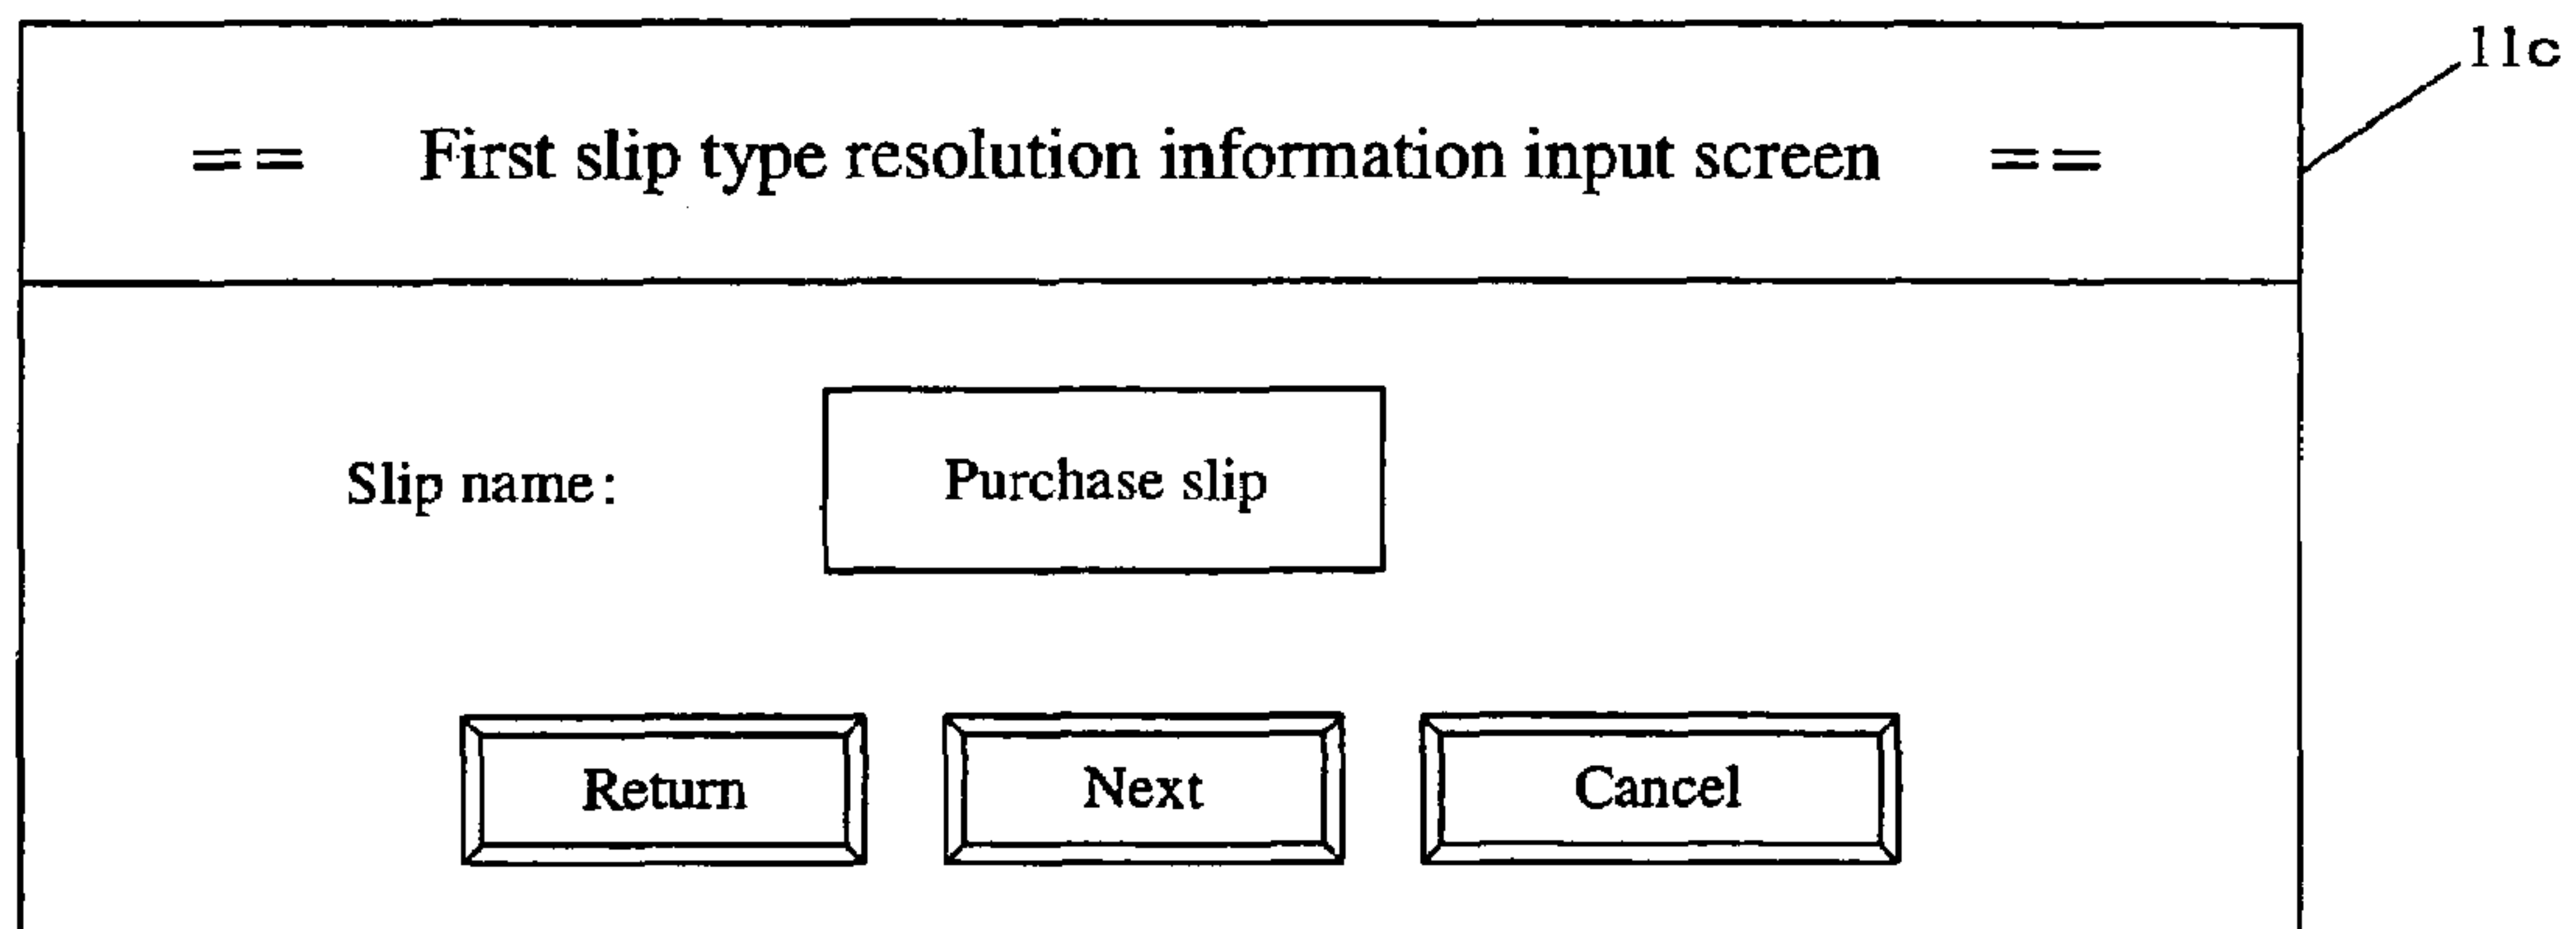 11c
== First slip type resolution information input screen ==
Slip name: Purchase slip
Return Next Cancel